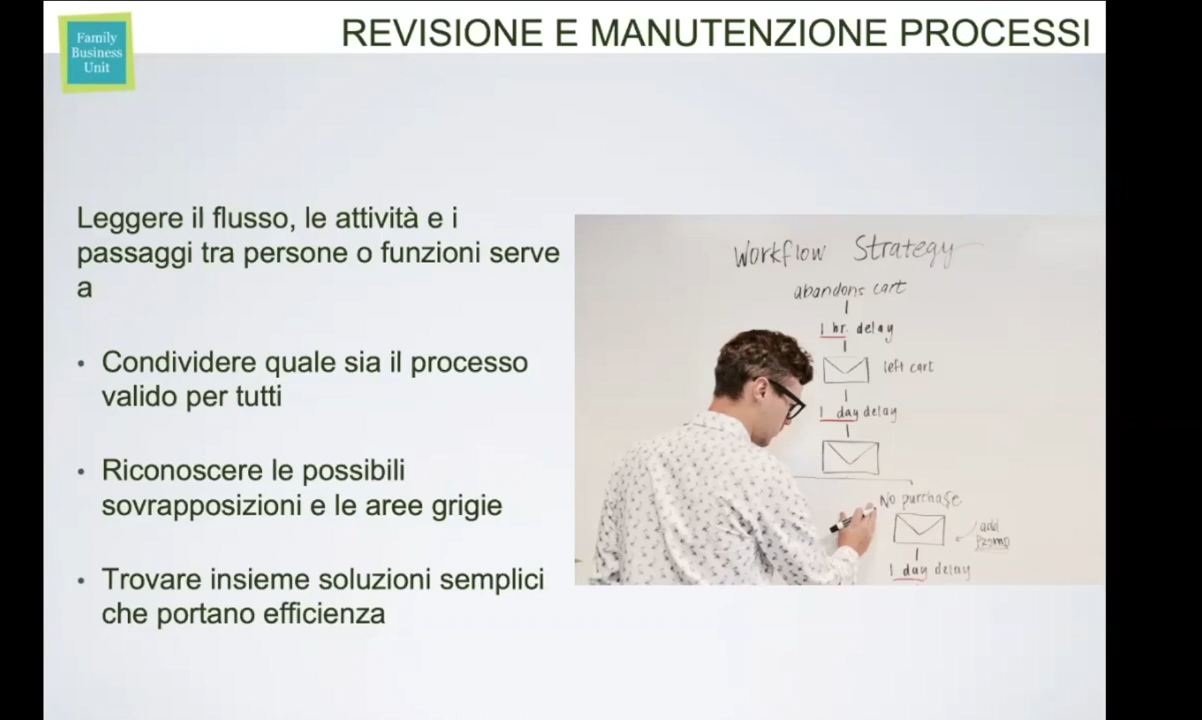 Family
Business
Unit
REVISIONE E MANUTENZIONE PROCESSI
Leggere il flusso, le attività e i
passaggi tra persone o funzioni serve
a
• Condividere quale sia il processo
valido per tutti
• Riconoscere le possibili
sovrapposizioni e le aree grigie
• Trovare insieme soluzioni semplici
che portano efficienza
Workflow Strategy
abandons cart
1 hr. delay
left cart
1 day delay
No purchase
add
Promo
1 day delay